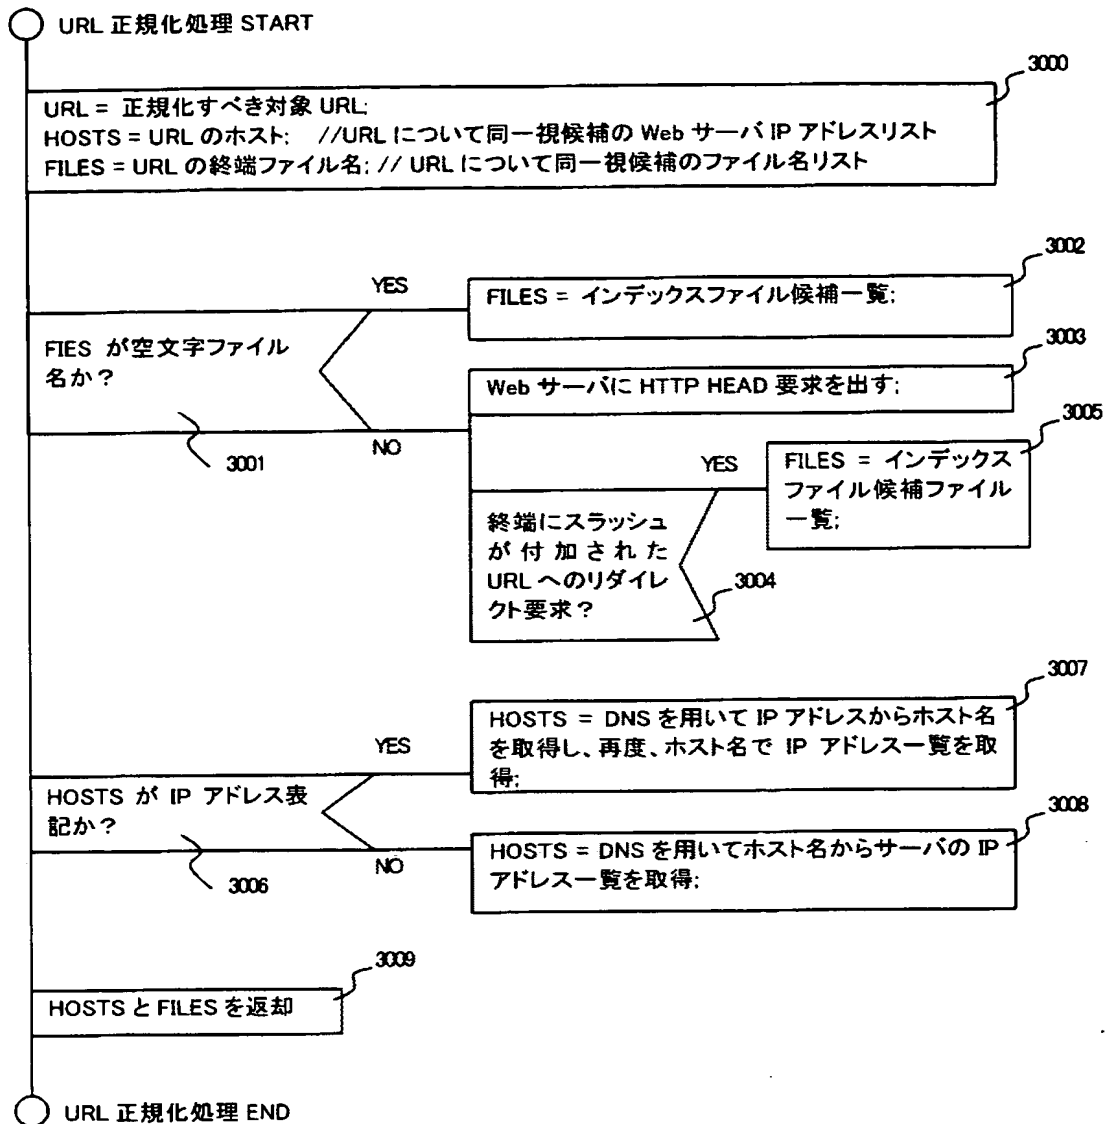 URL 正規化処理 START
3000
URL = 正規化すべき対象 URL;
HOSTS = URL のホスト; //URL について同一視候補の Web サーバ IP アドレスリスト
FILES = URL の終端ファイル名; // URL について同一視候補のファイル名リスト
3002
YES
FILES = インデックスファイル候補一覧;
3003
FIES が空文字ファイル
名か?
Web サーバに HTTP HEAD 要求を出す;
3005
NO
3001
YES
FILES = インデックス
ファイル候補ファイル
一覧;
終端にスラッシュ
が付加された
URL へのリダイレ
クト要求?
3004
3007
HOSTS = DNS を用いて IP アドレスからホスト名
を取得し、再度、ホスト名で IP アドレス一覧を取
得;
YES
HOSTS が IP アドレス表
記か?
3008
NO
3006
HOSTS = DNS を用いてホスト名からサーバの IP
アドレス一覧を取得;
3009
HOSTS と FILES を返却
URL 正規化処理 END